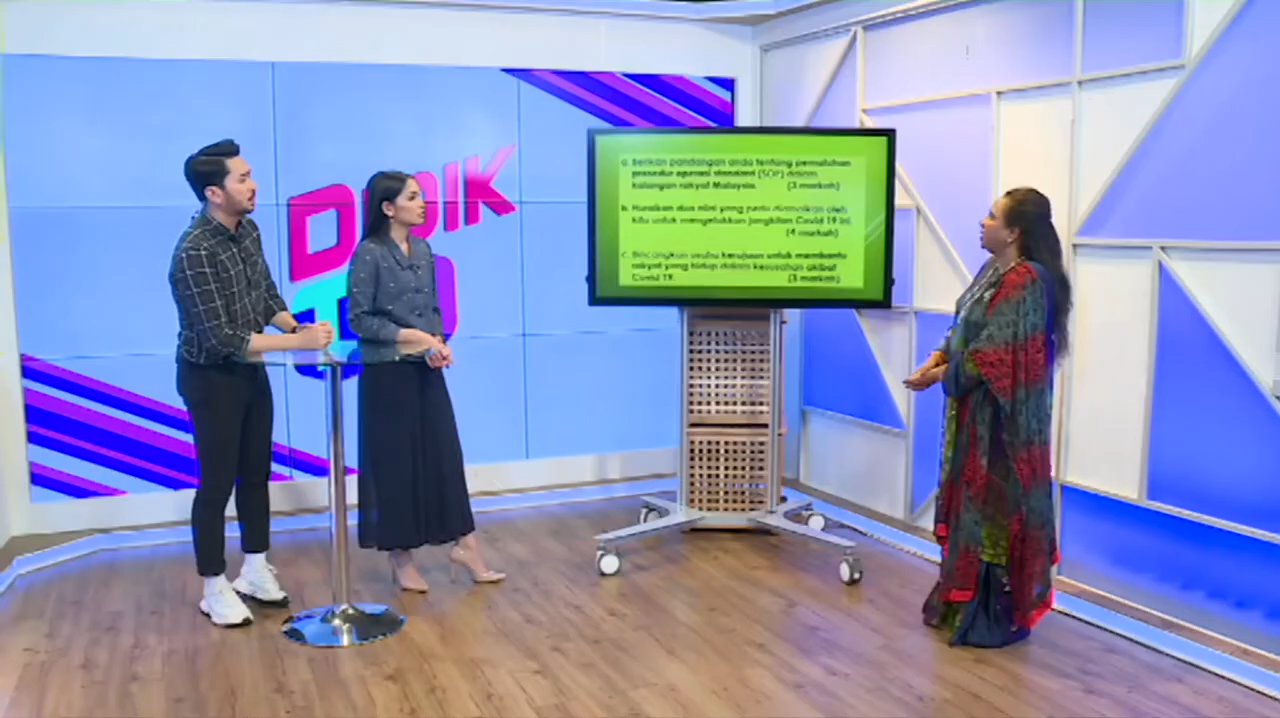 DIDIK
a. Berikan pandangan anda tentang pematuhan
prosedur operasi standard (SOP) dalam
kalangan rakyat Malaysia. (3 markah)
b. Huraikan dua nilai yang perlu diamalkan oleh
kita untuk mengelakkan jangkitan Covid 19 ini.
(4 markah)
c. Bincangkan usaha kerajaan untuk membantu
rakyat yang hidup dalam kesusahan akibat
Covid 19. (3 markah)